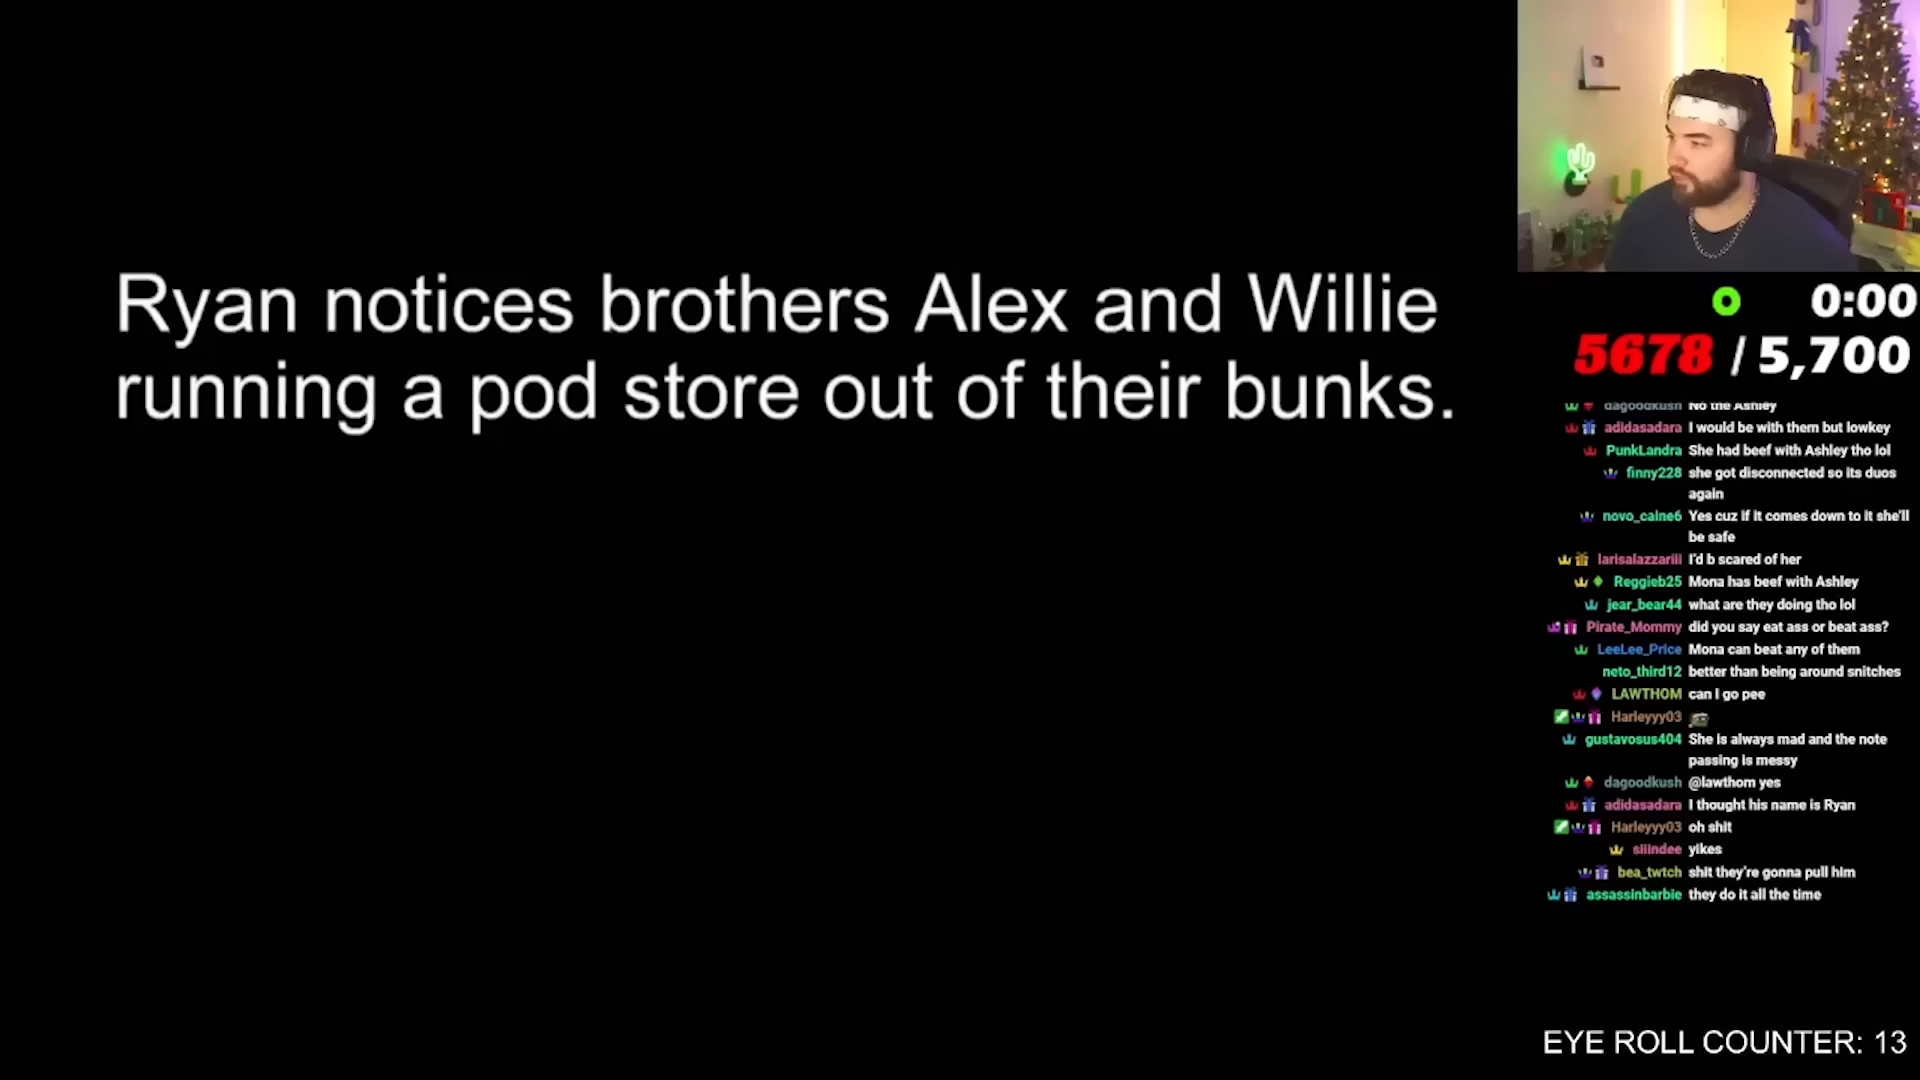 Ryan notices brothers Alex and Willie
running a pod store out of their bunks.
0:00
5678 / 5,700
dagoodkush No the Ashley
adidasadara I would be with them but lowkey
PunkLandra She had beef with Ashley tho lol
finny228 she got disconnected so its duos
again
novo_caine6 Yes cuz if it comes down to it she'll
be safe
larisalazzariii I'd b scared of her
Reggieb25 Mona has beef with Ashley
jear_bear44 what are they doing tho lol
Pirate_Mommy did you say eat ass or beat ass?
LeeLee_Price Mona can beat any of them
neto_third12 better than being around snitches
LAWTHOM can I go pee
Harleyyy03
gustavosus404 She is always mad and the note
passing is messy
dagoodkush @lawthom yes
adidasadara I thought his name is Ryan
Harleyyy03 oh shit
siiindee yikes
bea_twtch shit they're gonna pull him
assassinbarbie they do it all the time
EYE ROLL COUNTER: 13